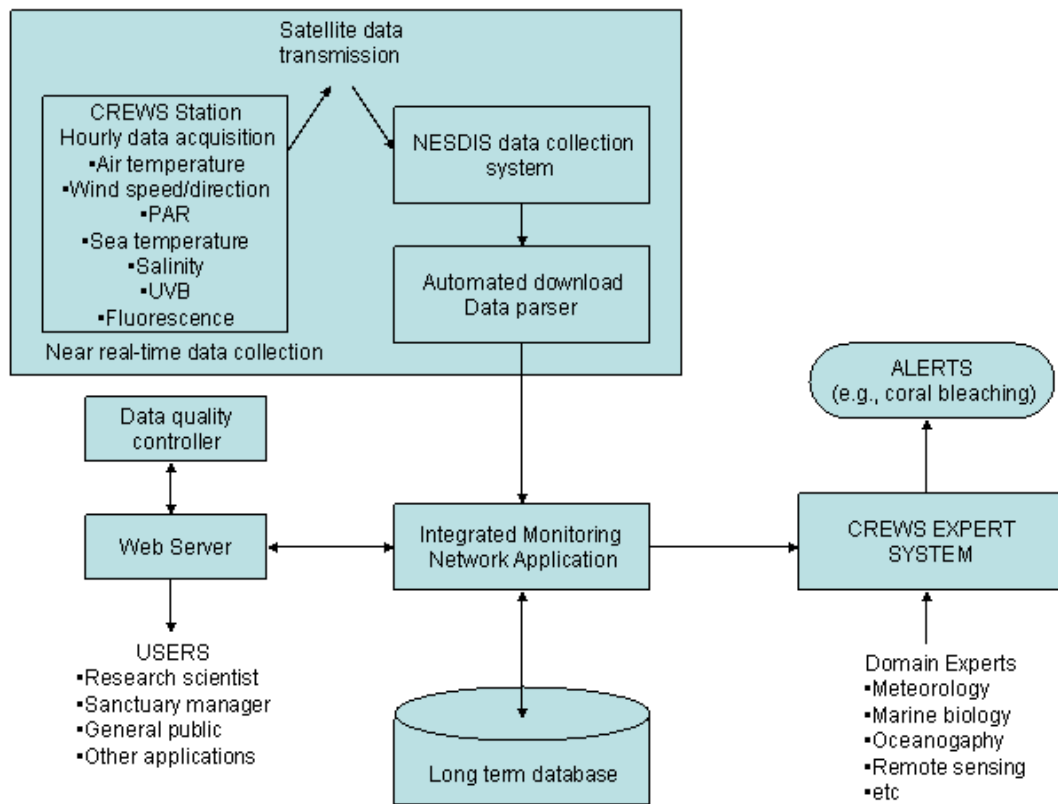 Satellite data
transmission
CREWS Station
Hourly data acquisition
▪Air temperature
▪Wind speed/direction
▪PAR
▪Sea temperature
▪Salinity
▪UVB
▪Fluorescence
Near real-time data collection
NESDIS data collection
system
Automated download
Data parser
ALERTS
(e.g., coral bleaching)
Data quality
controller
Web Server
Integrated Monitoring
Network Application
CREWS EXPERT
SYSTEM
USERS
▪Research scientist
▪Sanctuary manager
▪General public
▪Other applications
Long term database
Domain Experts
▪Meteorology
▪Marine biology
▪Oceanogaphy
▪Remote sensing
▪etc